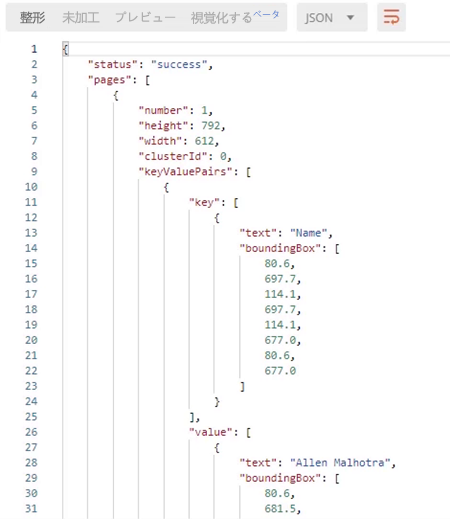 整形 未加工 プレビュー 視覚化するベータ JSON
1 {
2 "status": "success",
3 "pages": [
4 {
5 "number": 1,
6 "height": 792,
7 "width": 612,
8 "clusterId": 0,
9 "keyValuePairs": [
10 {
11 "key": [
12 {
13 "text": "Name",
14 "boundingBox": [
15 80.6,
16 697.7,
17 114.1,
18 697.7,
19 114.1,
20 677.0,
21 80.6,
22 677.0
23 ]
24 }
25 ],
26 "value": [
27 {
28 "text": "Allen Malhotra",
29 "boundingBox": [
30 80.6,
31 681.5,